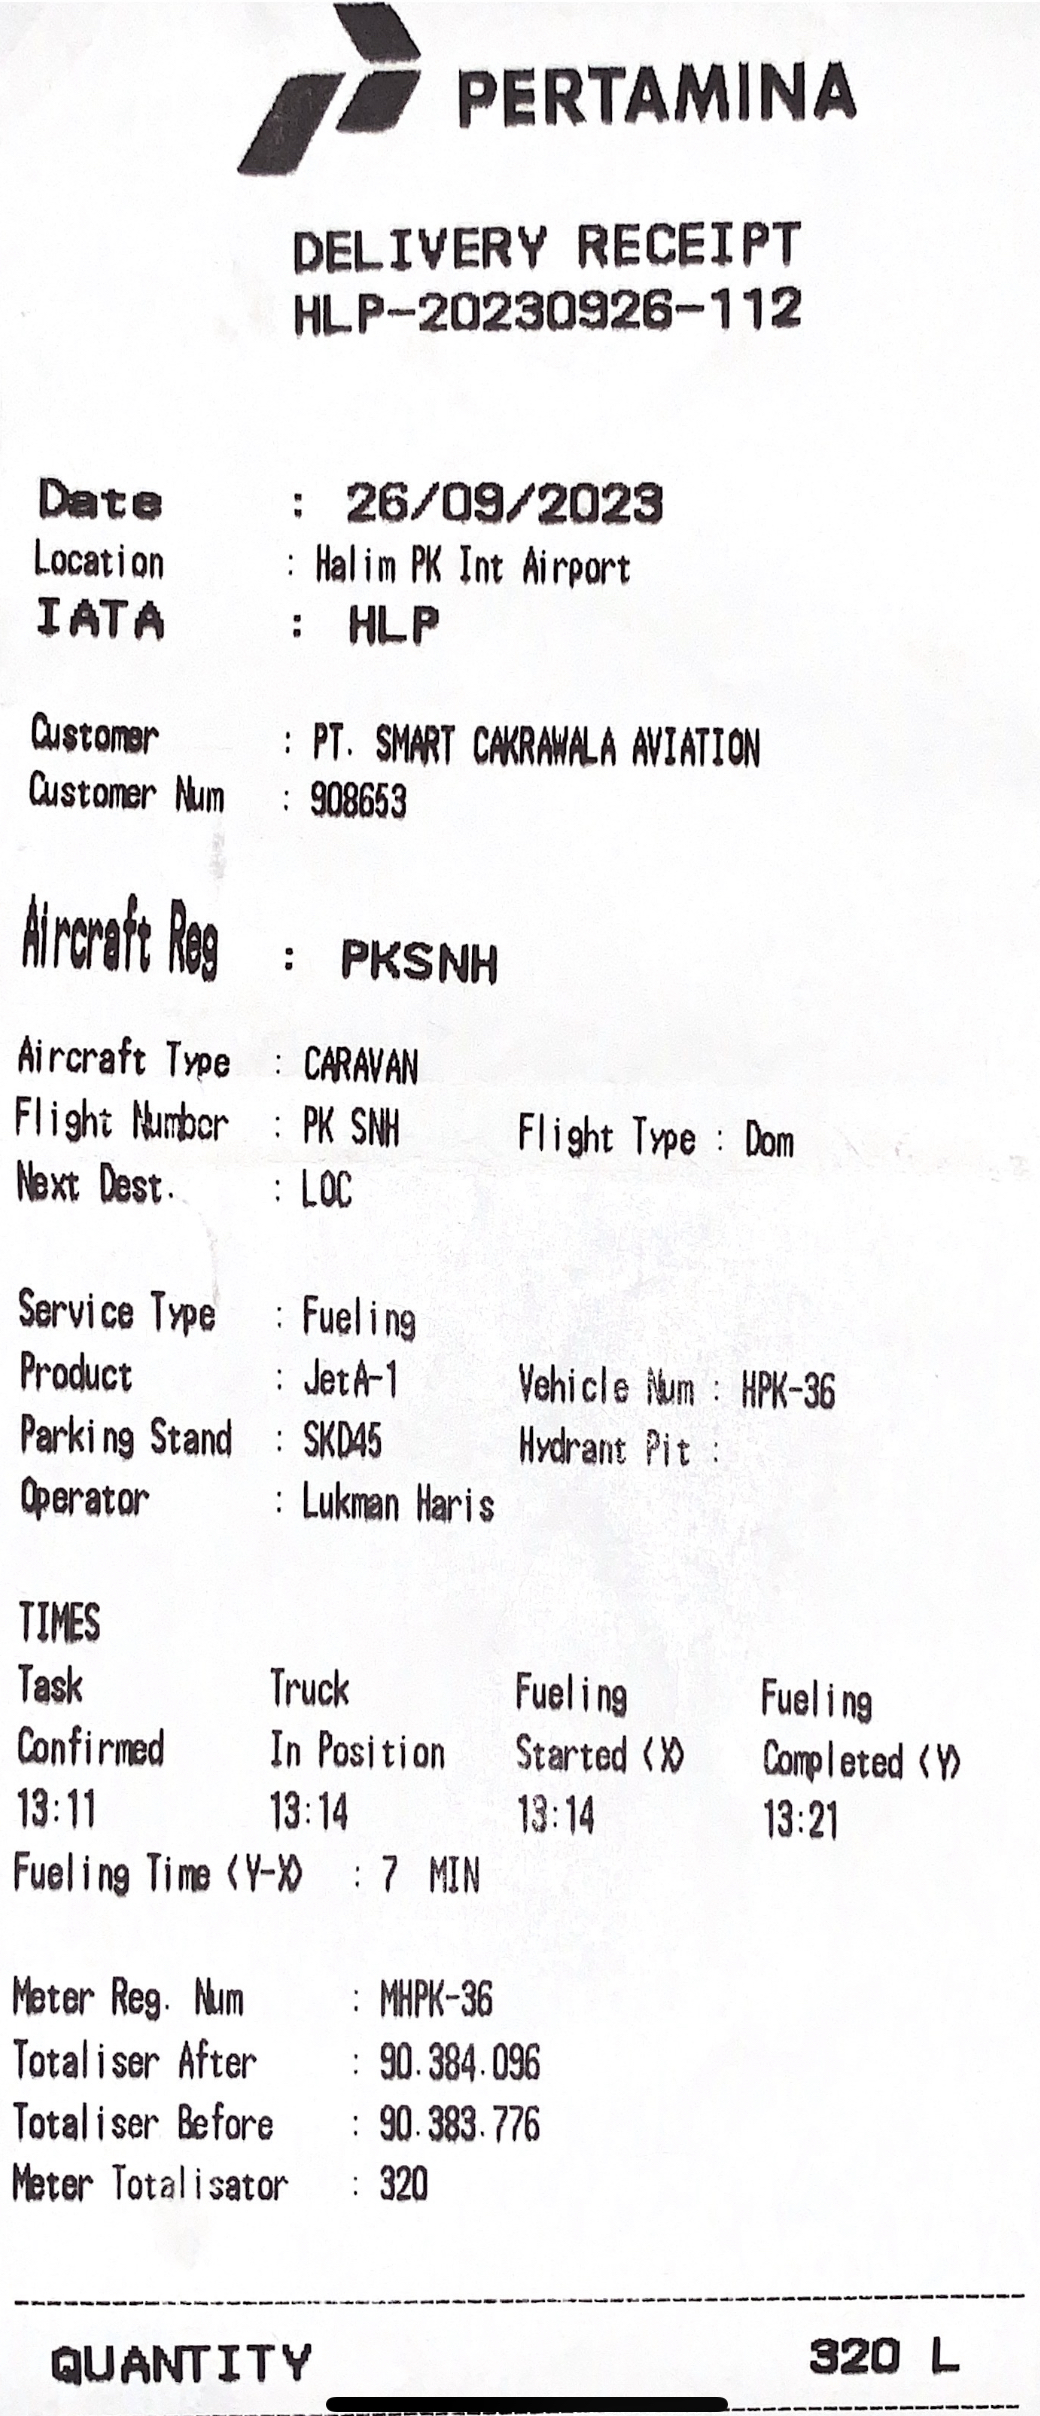 PERTAMINA
DELIVERY RECEIPT
HLP-20230926-112
Date : 26/09/2023
Location : Halim PK Int Airport
IATA : HLP
Customer : PT. SMART CAKRAWALA AVIATION
Customer Num : 908653
Aircraft Reg : PKSNH
Aircraft Type : CARAVAN
Flight Number : PK SNH Flight Type : Dom
Next Dest. : LOC
Service Type : Fueling
Product : JetA-1 Vehicle Num : HPK-36
Parking Stand : SKD45 Hydrant Pit :
Operator : Lukman Haris
TIMES
Task Truck Fueling Fueling
Confirmed In Position Started (X) Completed (Y)
13:11 13:14 13:14 13:21
Fueling Time (Y-X) : 7 MIN
Meter Reg. Num : MHPK-36
Totaliser After : 90.384.096
Totaliser Before : 90.383.776
Meter Totalisator : 320
QUANTITY 320 L